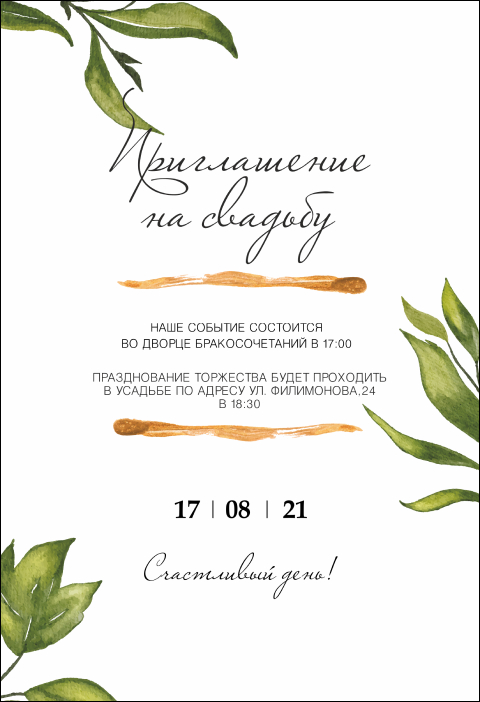 Приглашение
на свадьбу
НАШЕ СОБЫТИЕ СОСТОИТСЯ
ВО ДВОРЦЕ БРАКОСОЧЕТАНИЙ В 17:00
ПРАЗДНОВАНИЕ ТОРЖЕСТВА БУДЕТ ПРОХОДИТЬ
В УСАДЬБЕ ПО АДРЕСУ УЛ. ФИЛИМОНОВА,24
В 18:30
17 | 08 | 21
Счастливый день!